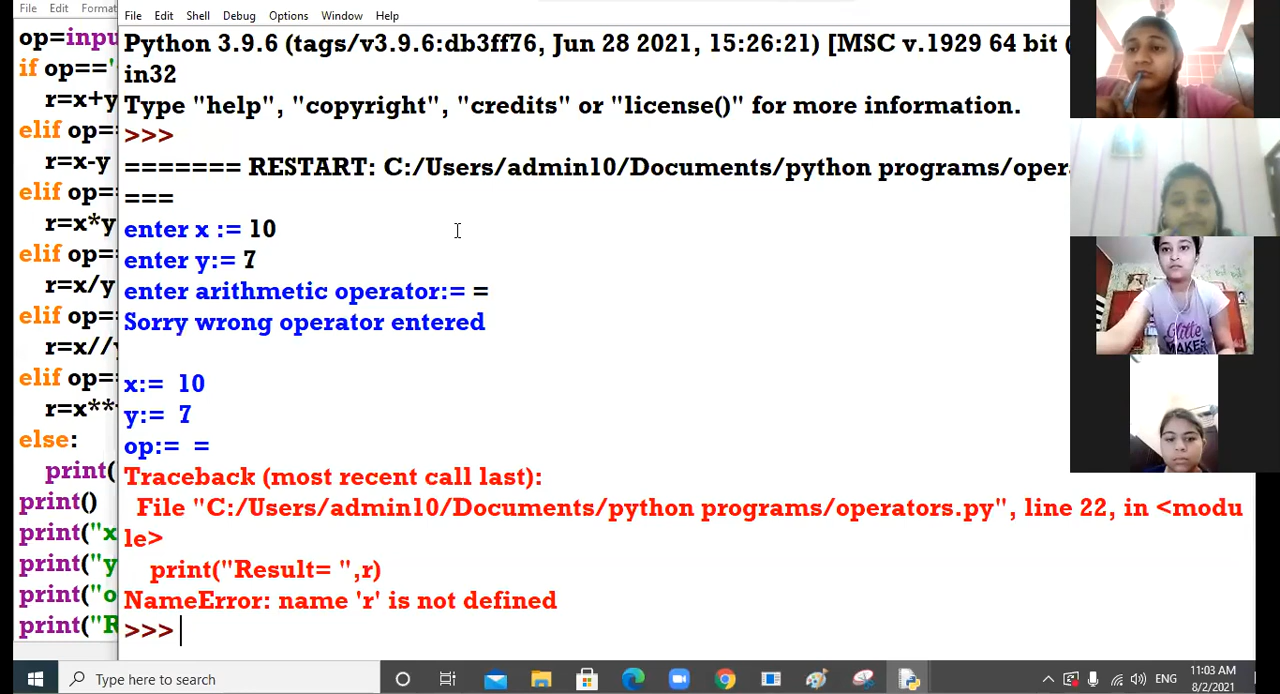 File Edit Format
op=inpu
if op=='
r=x+y
elif op==
r=x-y
elif op==
r=x*y
elif op==
r=x/y
elif op==
r=x//y
elif op==
r=x**
else:
print(
print()
print("x
print("y
print("o
print("R
File Edit Shell Debug Options Window Help
Python 3.9.6 (tags/v3.9.6:db3ff76, Jun 28 2021, 15:26:21) [MSC v.1929 64 bit (
in32
Type "help", "copyright", "credits" or "license()" for more information.
>>>
======= RESTART: C:/Users/admin10/Documents/python programs/oper
===
enter x := 10
enter y:= 7
enter arithmetic operator:= =
Sorry wrong operator entered
x:= 10
y:= 7
op:= =
Traceback (most recent call last):
File "C:/Users/admin10/Documents/python programs/operators.py", line 22, in <modu
le>
print("Result= ",r)
NameError: name 'r' is not defined
>>>
Type here to search
ENG
11:03 AM
8/2/2021